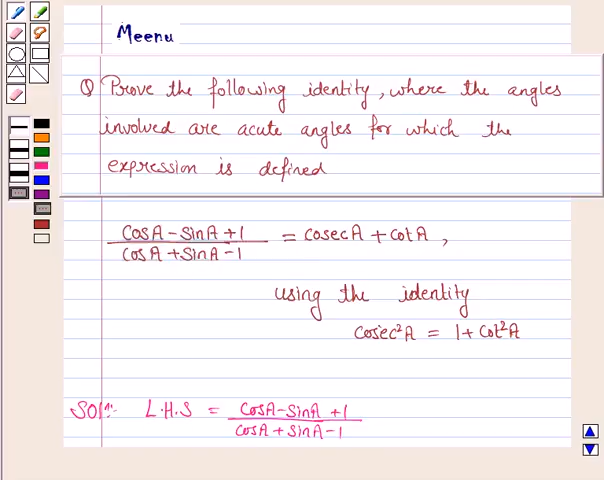 Meenu
Q Prove the following identity, where the angles
involved are acute angles for which the
expression is defined
CosA - SinA + 1 / CosA + SinA - 1 = CosecA + CotA,
using the identity
Cosec²A = 1 + Cot²A
Solⁿ:- L.H.S = CosA - SinA + 1 / CosA + SinA - 1